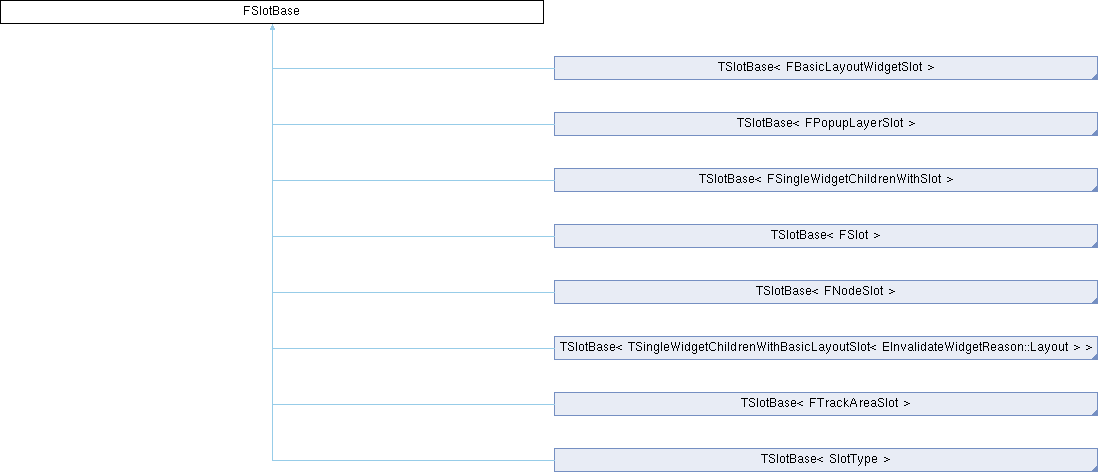 FSlotBase
TSlotBase< FBasicLayoutWidgetSlot >
TSlotBase< FPopupLayerSlot >
TSlotBase< FSingleWidgetChildrenWithSlot >
TSlotBase< FSlot >
TSlotBase< FNodeSlot >
TSlotBase< TSingleWidgetChildrenWithBasicLayoutSlot< EInvalidateWidgetReason::Layout > >
TSlotBase< FTrackAreaSlot >
TSlotBase< SlotType >